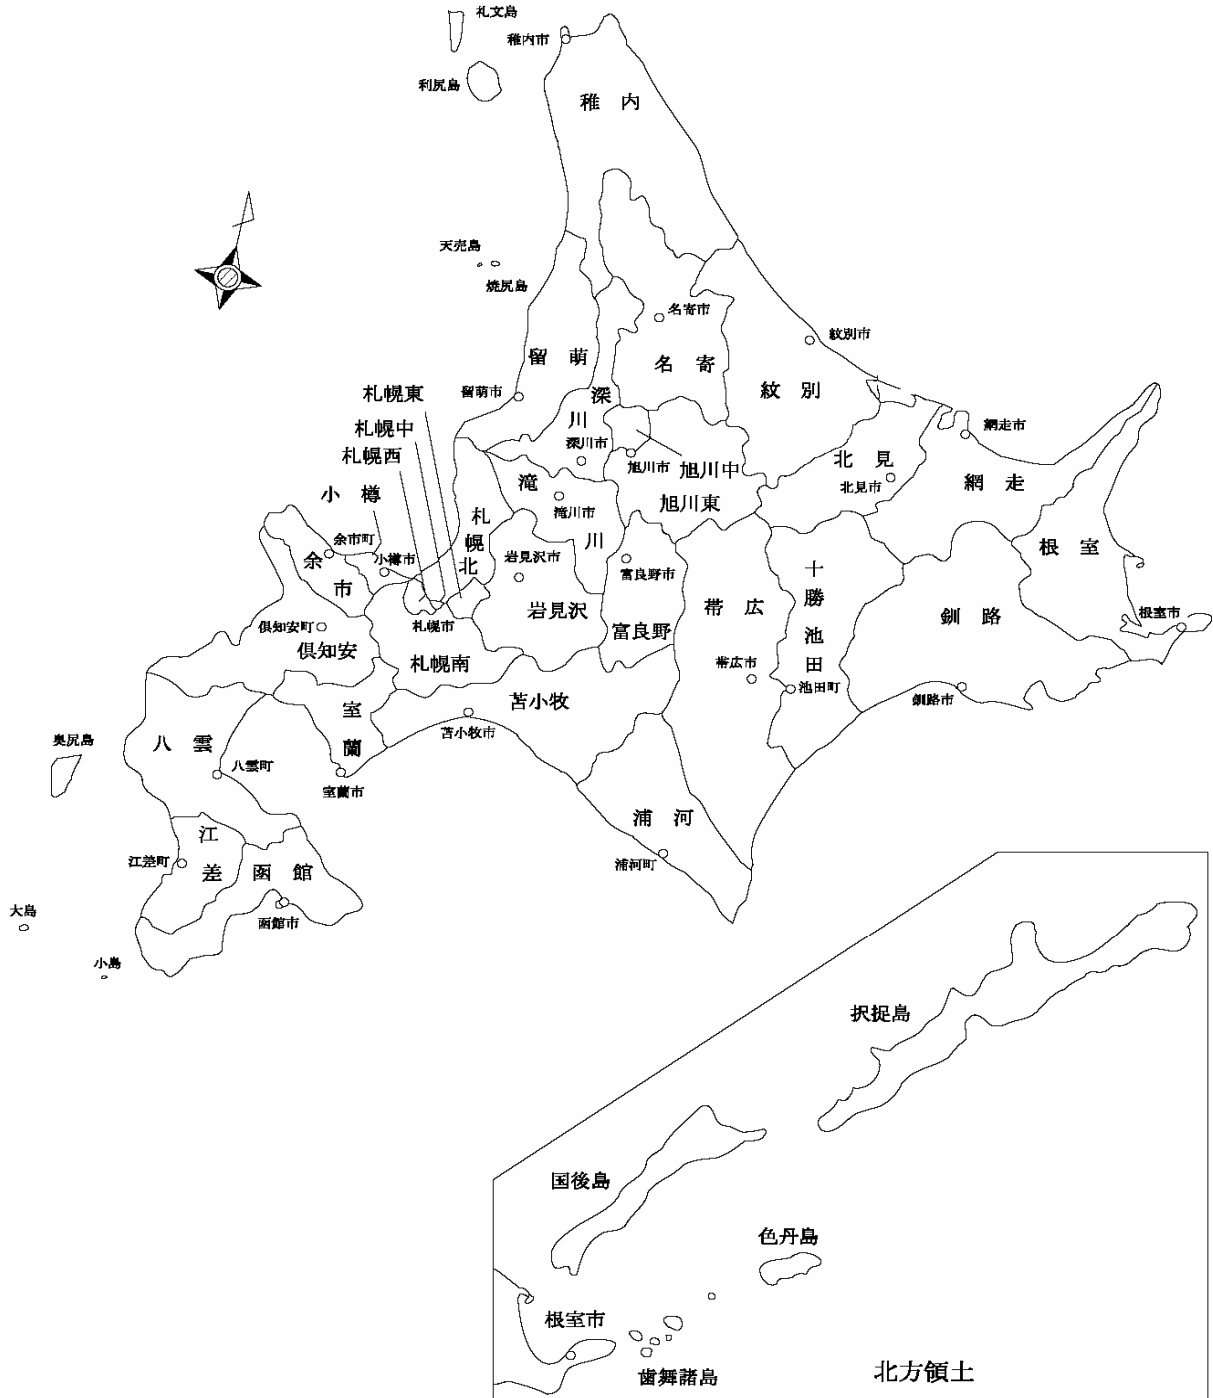 礼文島
稚内市
利尻島
稚内
天売島
焼尻島
名寄市
紋別市
留萌
名寄
紋別
留萌市
深川
札幌東
札幌中
札幌西
深川市
旭川市
旭川中
旭川東
北見
北見市
網走市
網走
小樽
滝川
滝川市
札幌北
余市町
余市
小樽市
岩見沢市
岩見沢
富良野市
富良野
帯広
十勝池田
根室
釧路
根室市
倶知安町
倶知安
札幌市
札幌南
帯広市
池田町
釧路市
室蘭
苫小牧
苫小牧市
奥尻島
八雲
八雲町
室蘭市
江差
江差町
函館
函館市
浦河
浦河町
大島
小島
択捉島
国後島
色丹島
根室市
歯舞諸島
北方領土